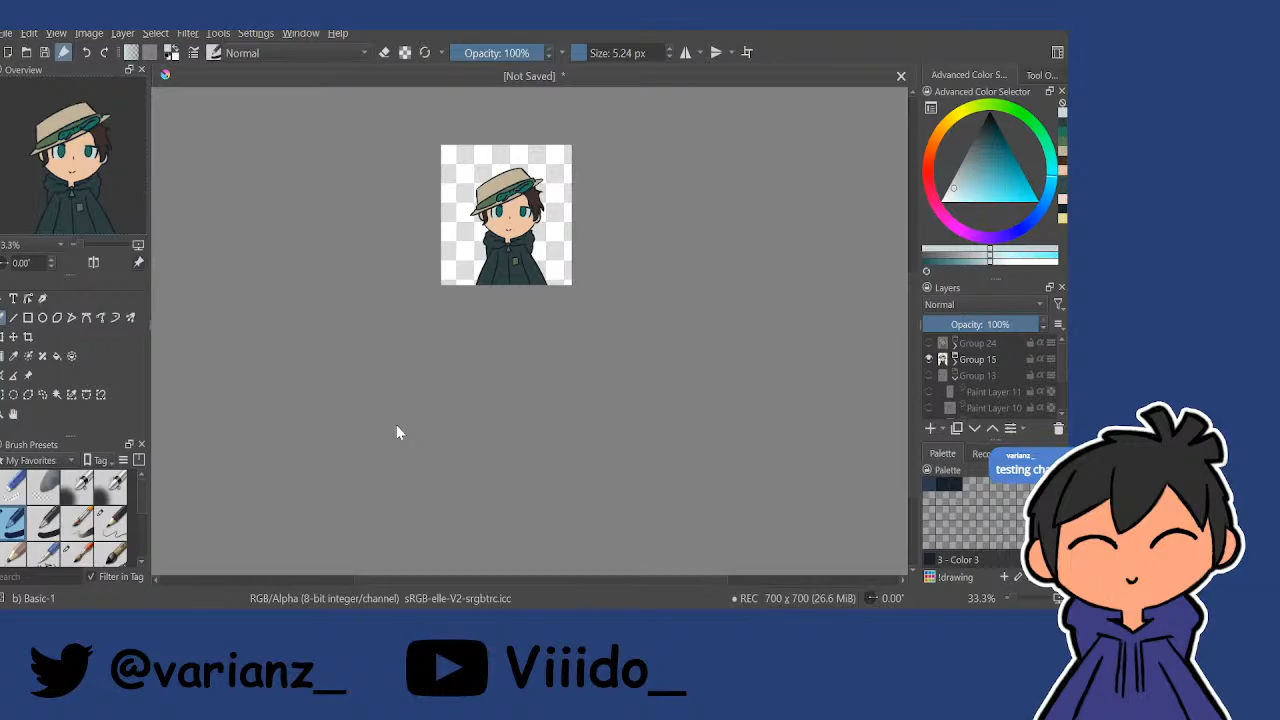 File Edit View Image Layer Select Filter Tools Settings Window Help
Normal
Opacity: 100%
Size: 5.24 px
Overview
[Not Saved] *
Advanced Color S...
Tool O...
Advanced Color Selector
3.3%
0.00°
Layers
Normal
Opacity: 100%
Group 24
Group 15
Group 13
Paint Layer 11
Paint Layer 10
Brush Presets
My Favorites
Tag
Palette
Palette
varianz_
testing cha
3 - Color 3
!drawing
earch
Filter in Tag
b) Basic-1
RGB/Alpha (8-bit integer/channel) sRGB-elle-V2-srgbtrc.icc
REC
700 x 700 (26.6 MiB)
0.00°
33.3%
@varianz_
Viiido_